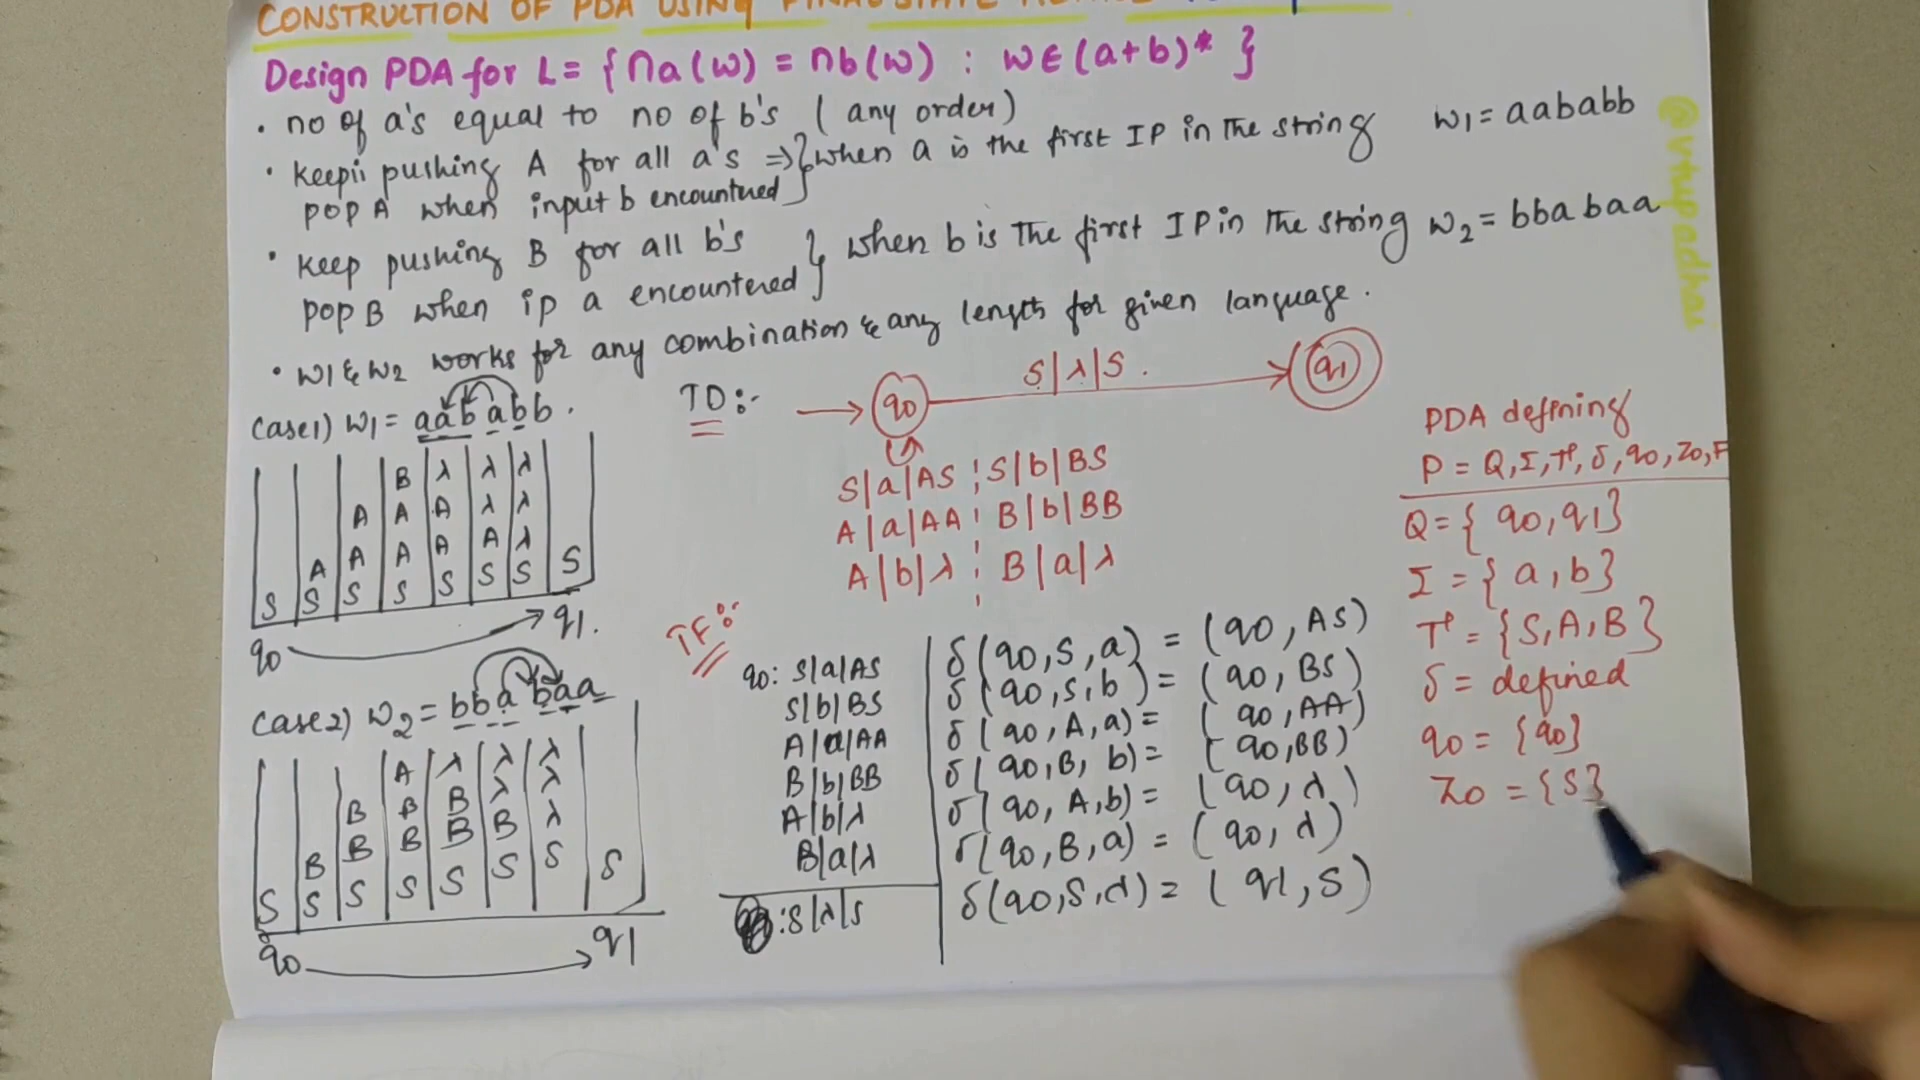 CONSTRUCTION OF PDA USING
Design PDA for L= {na(w) = nb(w) : w∈(a+b)* }
• no of a's equal to no of b's ( any order)
• Keepii pushing A for all a's => } when a is the first IP in the string w1 = aababb
pop A when input b encountured
• Keep pushing B for all b's } when b is the first IP in the string w2 = bbabaa
pop B when ip a encountered
• w1 & w2 works for any combination & any length for given language.
@vtupadhai
Case1) w1 = aababb.
B λ λ λ
A A A λ λ
A A A A A λ
S S S S S S S S
q0 q1.
Case2) w2 = bbabaa
A λ λ λ
B B B λ λ
B B B B B λ
S S S S S S S S
q0 q1
TD:-
q0 S|λ|S. q1
S|a|AS ; S|b|BS
A|a|AA ; B|b|BB
A|b|λ ; B|a|λ
TF:-
q0: S|a|AS δ(q0,S,a) = (q0,AS)
S|b|BS δ(q0,S,b) = (q0,BS)
A|a|AA δ(q0,A,a) = (q0,AA)
B|b|BB δ(q0,B,b) = (q0,BB)
A|b|λ δ(q0,A,b) = (q0,λ)
B|a|λ δ(q0,B,a) = (q0,λ)
:S|λ|S δ(q0,S,λ) = (q1,S)
PDA defining
P = Q,Σ,Γ,δ,q0,Z0,F
Q = { q0,q1}
Σ = { a,b}
Γ = {S,A,B}
δ = defined
q0 = {q0}
Z0 = {S}